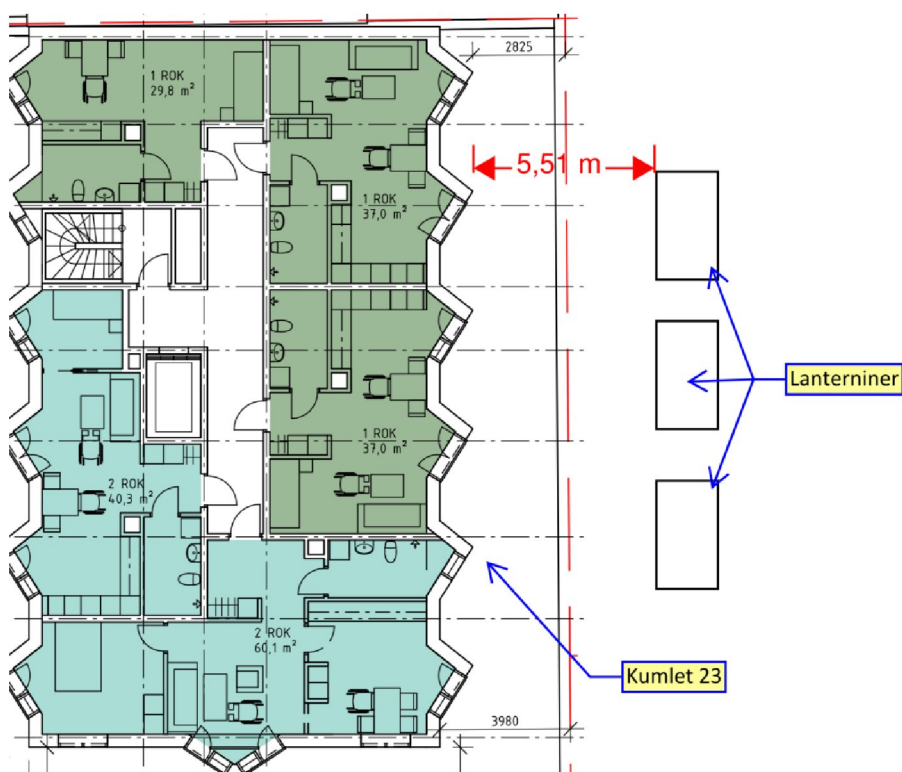 2825
1 ROK
29,8 m²
5,51 m
1 ROK
37,0 m²
Lanterniner
1 ROK
37,0 m²
2 ROK
40,3 m²
2 ROK
60,1 m²
Kumlet 23
3980